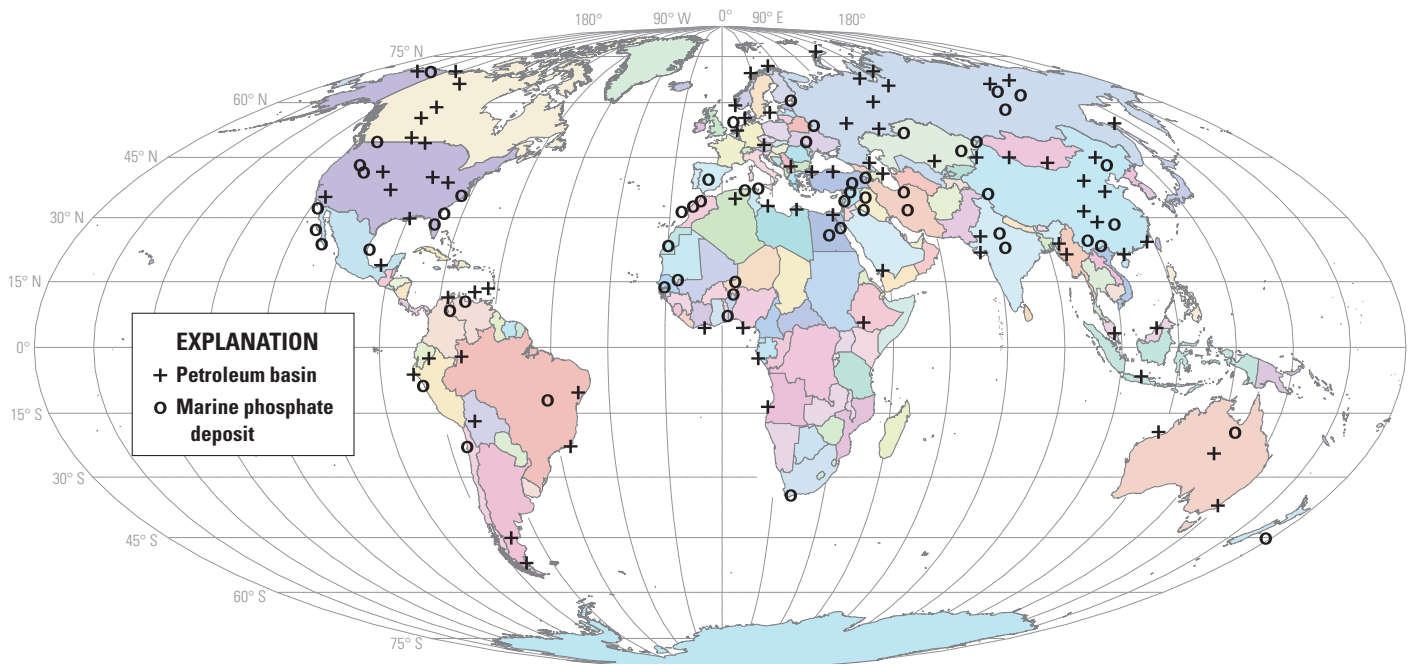 180° 90° W 0° 90° E 180°
75° N
60° N
45° N
30° N
15° N
0°
15° S
30° S
45° S
60° S
75° S
EXPLANATION
+ Petroleum basin
o Marine phosphate
deposit